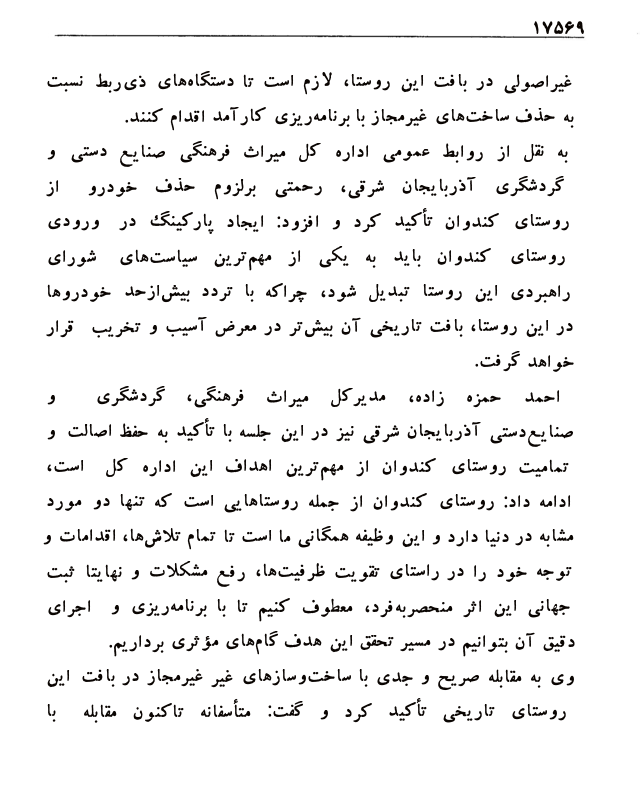 ۱۷۵۶۹
غیراصولی در بافت این روستا، لازم است تا دستگاه‌های ذی‌ربط نسبت
به حذف ساخت‌های غیرمجاز با برنامه‌ریزی کارآمد اقدام کنند.
به نقل از روابط عمومی اداره کل میراث فرهنگی صنایع دستی و
گردشگری آذربایجان شرقی، رحمتی برلزوم حذف خودرو از
روستای کندوان تأکید کرد و افزود: ایجاد پارکینگ در ورودی
روستای کندوان باید به یکی از مهم‌ترین سیاست‌های شورای
راهبردی این روستا تبدیل شود، چراکه با تردد بیش‌ازحد خودروها
در این روستا، بافت تاریخی آن بیش‌تر در معرض آسیب و تخریب قرار
خواهد گرفت.
احمد حمزه زاده، مدیرکل میراث فرهنگی، گردشگری و
صنایع‌دستی آذربایجان شرقی نیز در این جلسه با تأکید به حفظ اصالت و
تمامیت روستای کندوان از مهم‌ترین اهداف این اداره کل است،
ادامه داد: روستای کندوان از جمله روستاهایی است که تنها دو مورد
مشابه در دنیا دارد و این وظیفه همگانی ما است تا تمام تلاش‌ها، اقدامات و
توجه خود را در راستای تقویت ظرفیت‌ها، رفع مشکلات و نهایتا ثبت
جهانی این اثر منحصربه‌فرد، معطوف کنیم تا با برنامه‌ریزی و اجرای
دقیق آن بتوانیم در مسیر تحقق این هدف گام‌های مؤثری برداریم.
وی به مقابله صریح و جدی با ساخت‌وسازهای غیر غیرمجاز در بافت این
روستای تاریخی تأکید کرد و گفت: متأسفانه تاکنون مقابله با